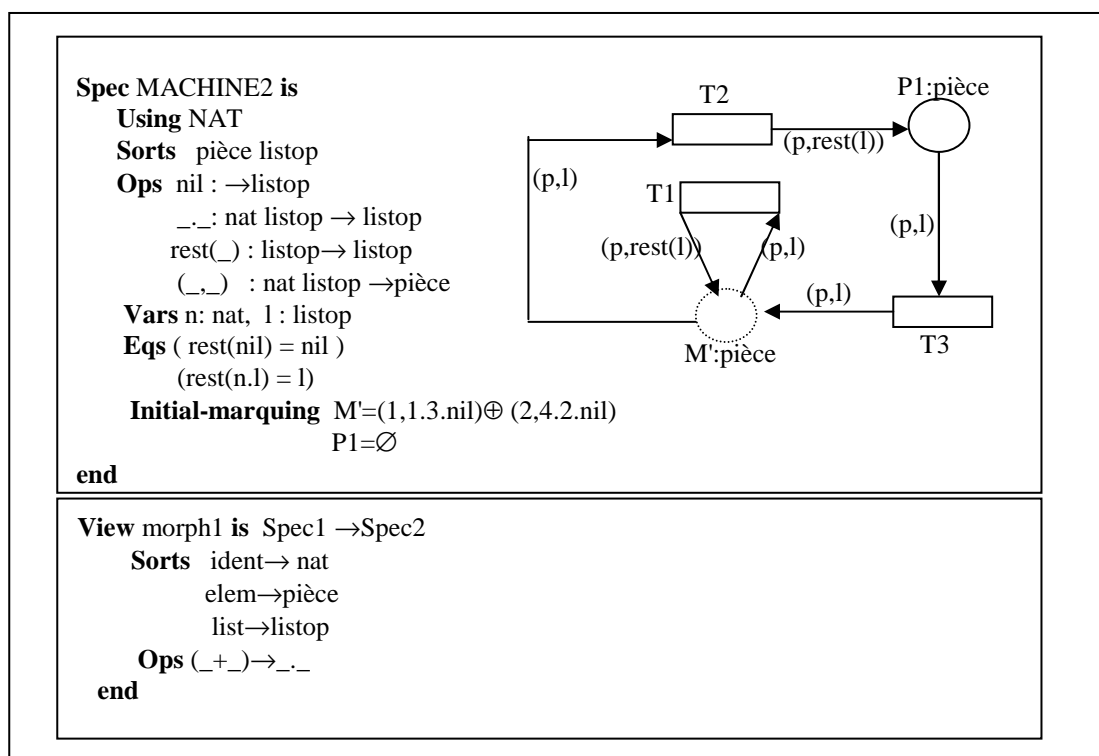 Spec MACHINE2 is
Using NAT
Sorts pièce listop
Ops nil : →listop
_._: nat listop → listop
rest(_) : listop→ listop
(_,_) : nat listop →pièce
Vars n: nat, l : listop
Eqs ( rest(nil) = nil )
(rest(n.l) = l)
Initial-marquing M'=(1,1.3.nil)⊕ (2,4.2.nil)
P1=∅
end
T2
P1:pièce
(p,rest(l))
(p,l)
T1
(p,rest(l))
(p,l)
(p,l)
(p,l)
M':pièce
T3
View morph1 is Spec1 →Spec2
Sorts ident→ nat
elem→pièce
list→listop
Ops (_+_)→_._
end